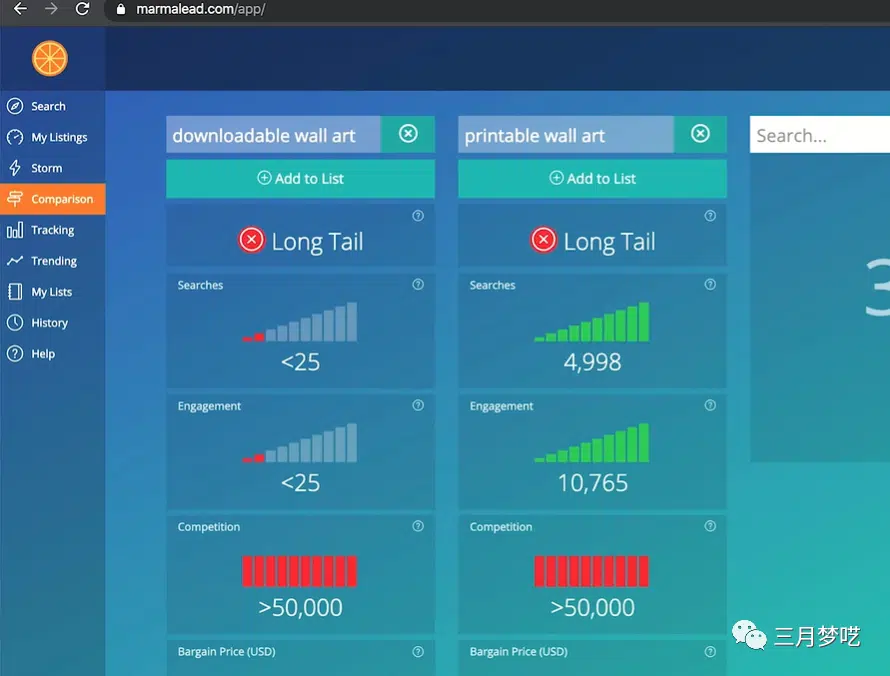 marmalead.com/app/
Search
My Listings
Storm
Comparison
Tracking
Trending
My Lists
History
Help
downloadable wall art
Add to List
Long Tail
Searches
<25
Engagement
<25
Competition
>50,000
Bargain Price (USD)
printable wall art
Add to List
Long Tail
Searches
4,998
Engagement
10,765
Competition
>50,000
Bargain Price (USD)
Search...
3
三月梦呓